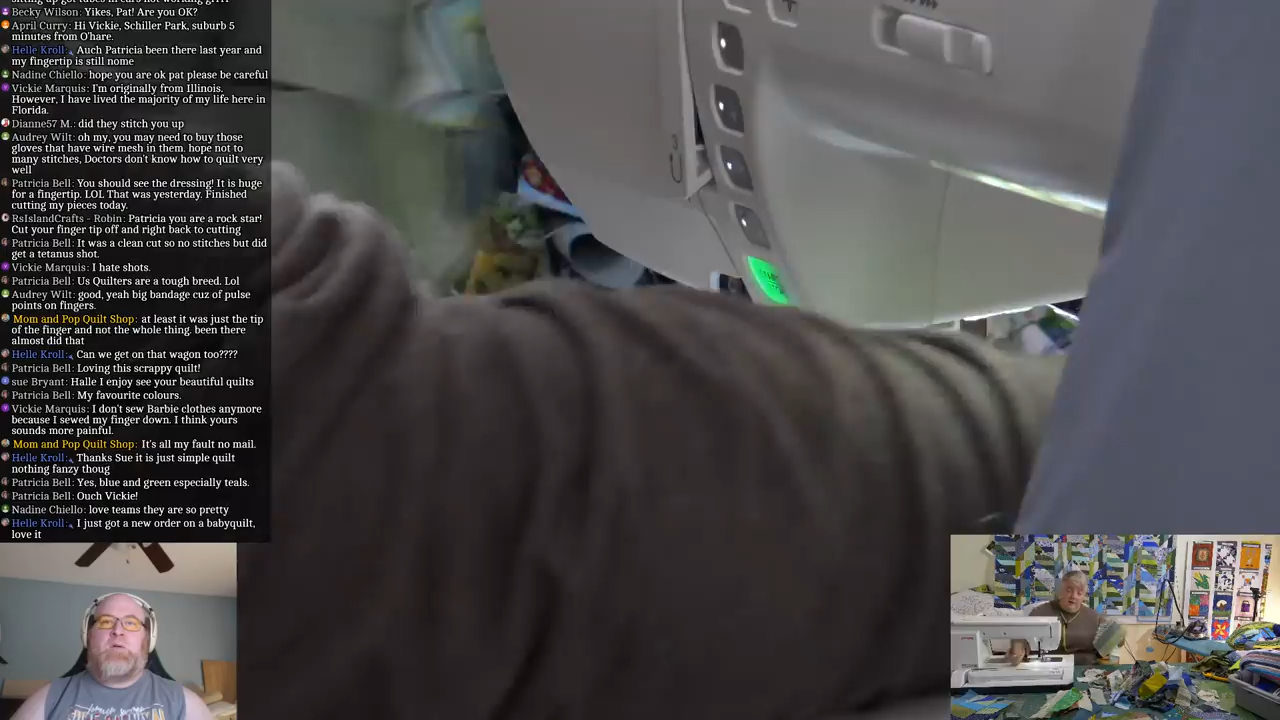 sitting up got tubes in ears not working grrr
Becky Wilson: Yikes, Pat! Are you OK?
April Curry: Hi Vickie, Schiller Park, suburb 5
minutes from O'hare.
Helle Kroll: Auch Patricia been there last year and
my fingertip is still nome
Nadine Chiello: hope you are ok pat please be careful
Vickie Marquis: I'm originally from Illinois.
However, I have lived the majority of my life here in
Florida.
Dianne57 M.: did they stitch you up
Audrey Wilt: oh my, you may need to buy those
gloves that have wire mesh in them. hope not to
many stitches, Doctors don't know how to quilt very
well
Patricia Bell: You should see the dressing! It is huge
for a fingertip. LOL That was yesterday. Finished
cutting my pieces today.
RsIslandCrafts - Robin: Patricia you are a rock star!
Cut your finger tip off and right back to cutting
Patricia Bell: It was a clean cut so no stitches but did
get a tetanus shot.
Vickie Marquis: I hate shots.
Patricia Bell: Us Quilters are a tough breed. Lol
Audrey Wilt: good, yeah big bandage cuz of pulse
points on fingers.
Mom and Pop Quilt Shop: at least it was just the tip
of the finger and not the whole thing. been there
almost did that
Helle Kroll: Can we get on that wagon too????
Patricia Bell: Loving this scrappy quilt!
sue Bryant: Halle I enjoy see your beautiful quilts
Patricia Bell: My favourite colours.
Vickie Marquis: I don't sew Barbie clothes anymore
because I sewed my finger down. I think yours
sounds more painful.
Mom and Pop Quilt Shop: It's all my fault no mail.
Helle Kroll: Thanks Sue it is just simple quilt
nothing fanzy thoug
Patricia Bell: Yes, blue and green especially teals.
Patricia Bell: Ouch Vickie!
Nadine Chiello: love teams they are so pretty
Helle Kroll: I just got a new order on a babyquilt,
love it